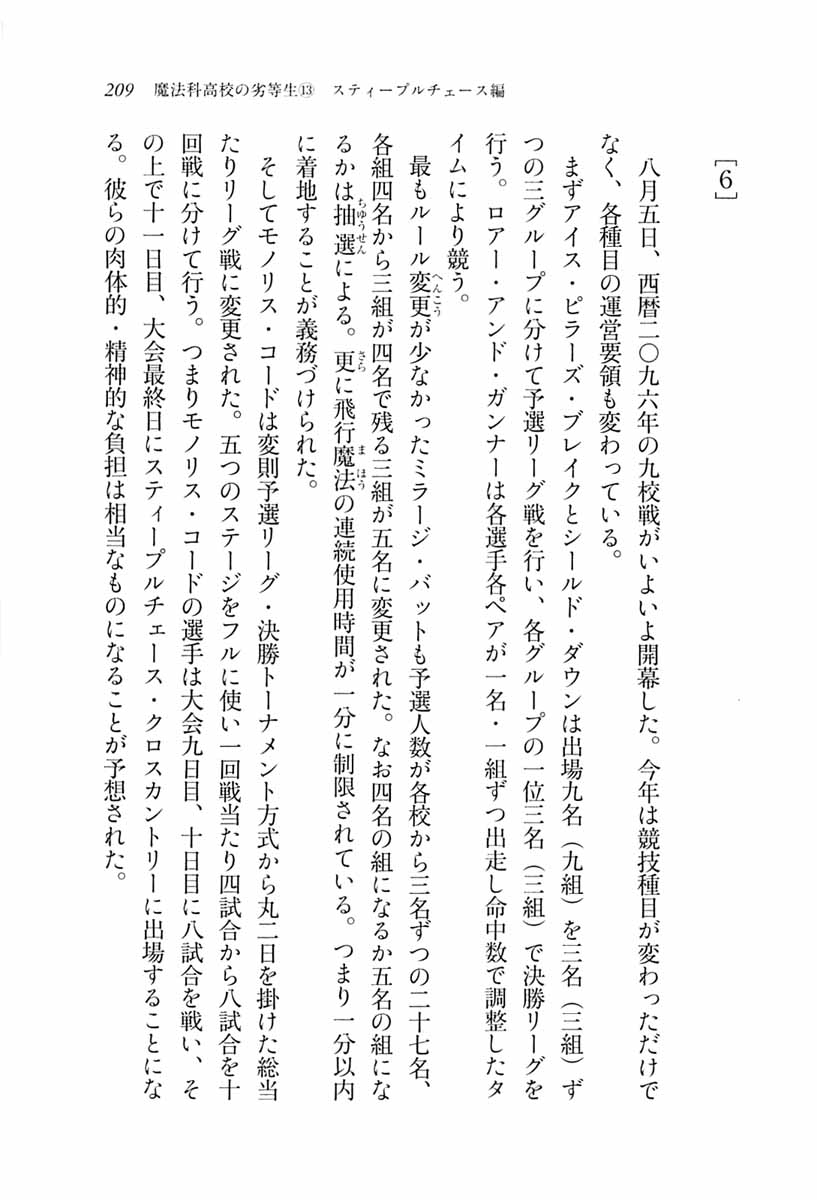 209　魔法科高校の劣等生⑬　スティープルチェース編
［6］
八月五日、西暦二〇九六年の九校戦がいよいよ開幕した。今年は競技種目が変わっただけで
なく、各種目の運営要領も変わっている。
まずアイス・ピラーズ・ブレイクとシールド・ダウンは出場九名（九組）を三名（三組）ず
つの三グループに分けて予選リーグ戦を行い、各グループの一位三名（三組）で決勝リーグを
行う。ロアー・アンド・ガンナーは各選手各ペアが一名・一組ずつ出走し命中数で調整したタ
イムにより競う。
最もルール変更が少なかったミラージ・バットも予選人数が各校から三名ずつの二十七名、
各組四名から三組が四名で残る三組が五名に変更された。なお四名の組になるか五名の組にな
るかは抽選による。更に飛行魔法の連続使用時間が一分に制限されている。つまり一分以内
に着地することが義務づけられた。
そしてモノリス・コードは変則予選リーグ・決勝トーナメント方式から丸二日を掛けた総当
たりリーグ戦に変更された。五つのステージをフルに使い一回戦当たり四試合から八試合を十
回戦に分けて行う。つまりモノリス・コードの選手は大会九日目、十日目に八試合を戦い、そ
の上で十一日目、大会最終日にスティープルチェース・クロスカントリーに出場することにな
る。彼らの肉体的・精神的な負担は相当なものになることが予想された。